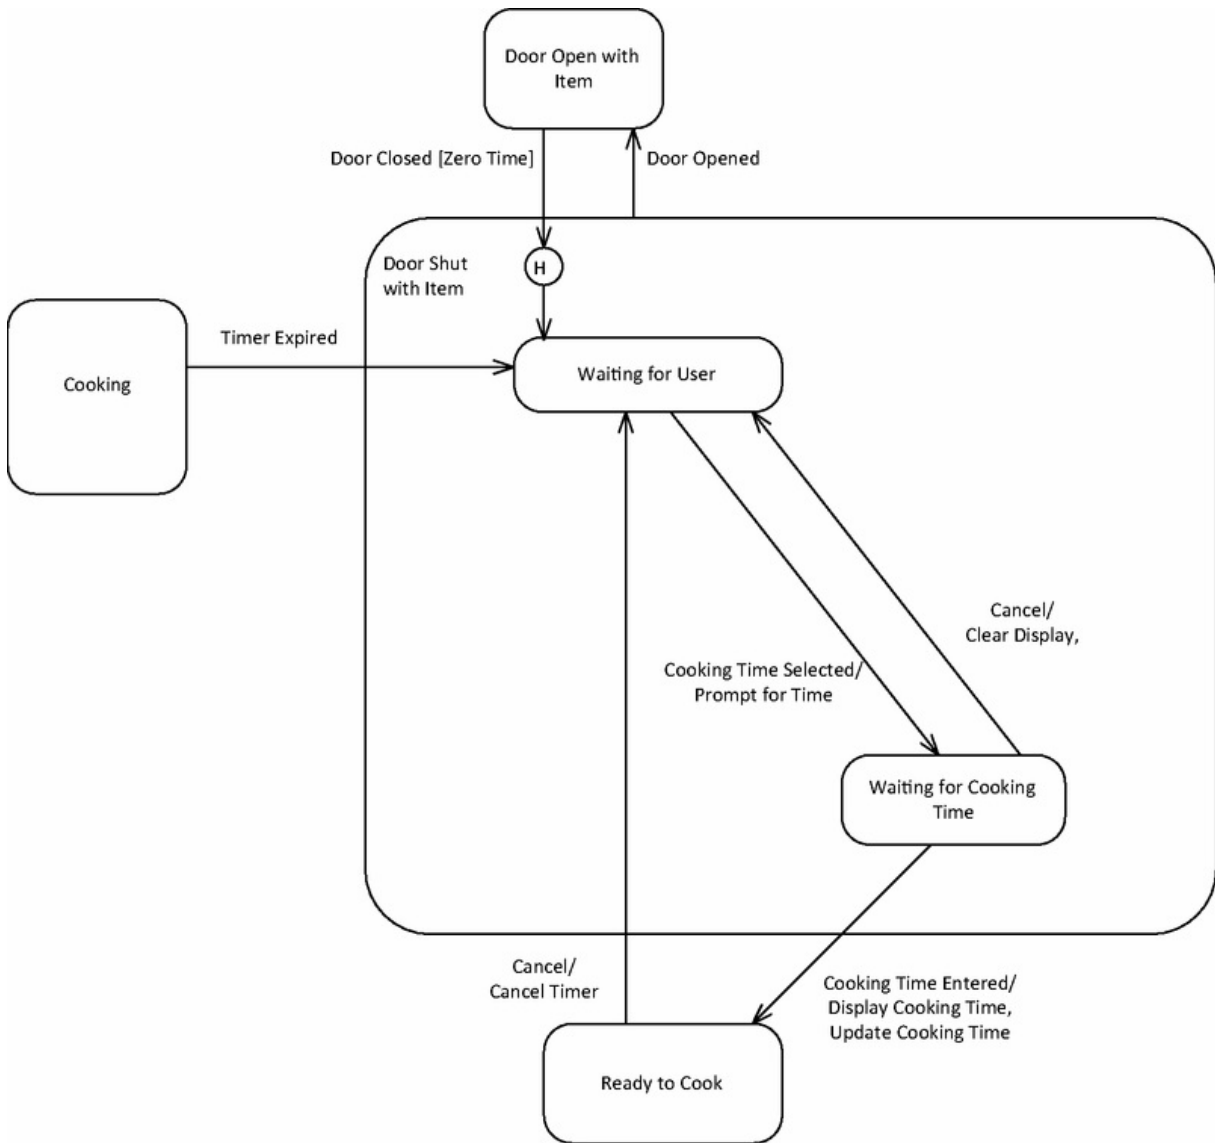 Door Open with
Item
Door Closed [Zero Time]
Door Opened
Door Shut
with Item
H
Timer Expired
Cooking
Waiting for User
Cancel/
Clear Display,
Cooking Time Selected/
Prompt for Time
Waiting for Cooking
Time
Cancel/
Cancel Timer
Cooking Time Entered/
Display Cooking Time,
Update Cooking Time
Ready to Cook